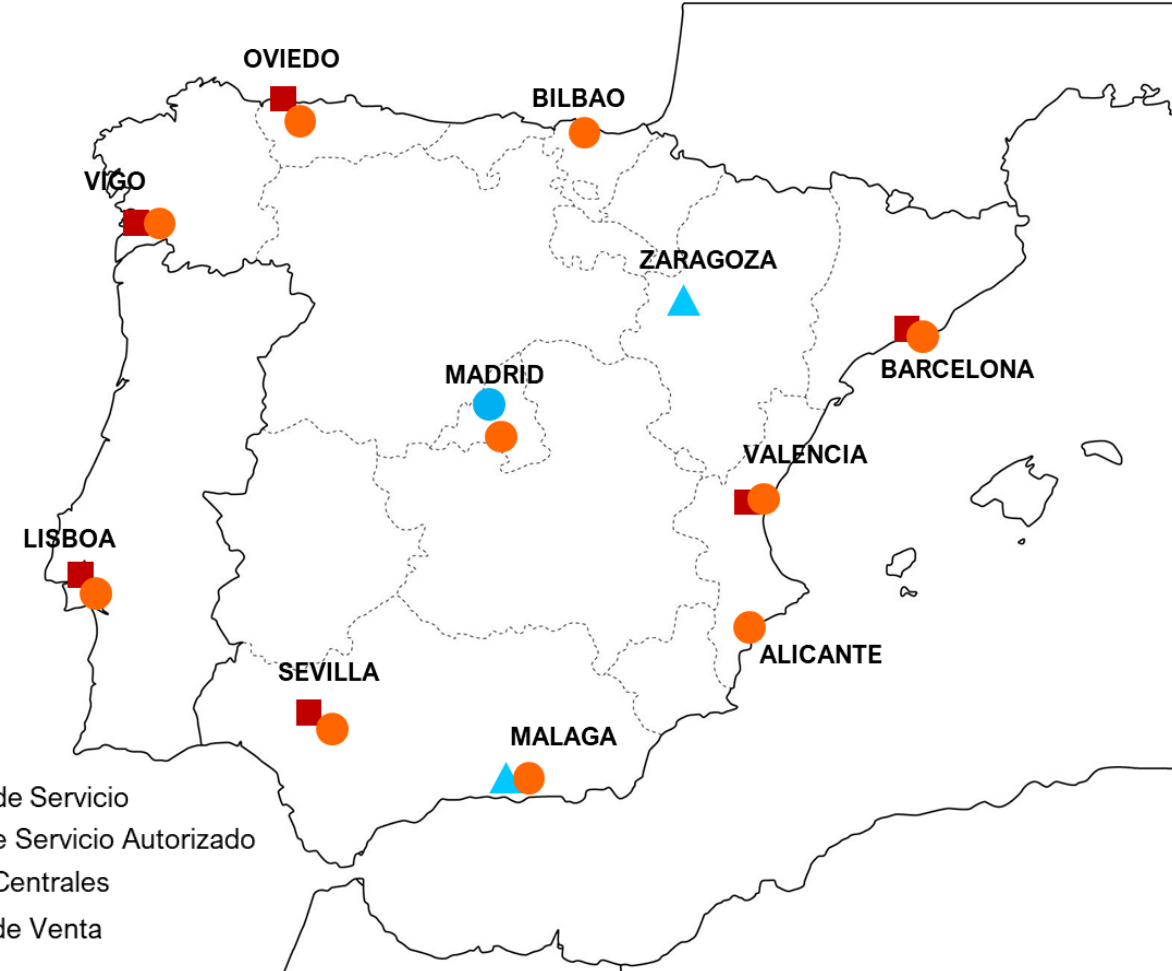 OVIEDO
BILBAO
VIGO
ZARAGOZA
MADRID
BARCELONA
VALENCIA
LISBOA
ALICANTE
SEVILLA
MALAGA
de Servicio
e Servicio Autorizado
Centrales
de Venta